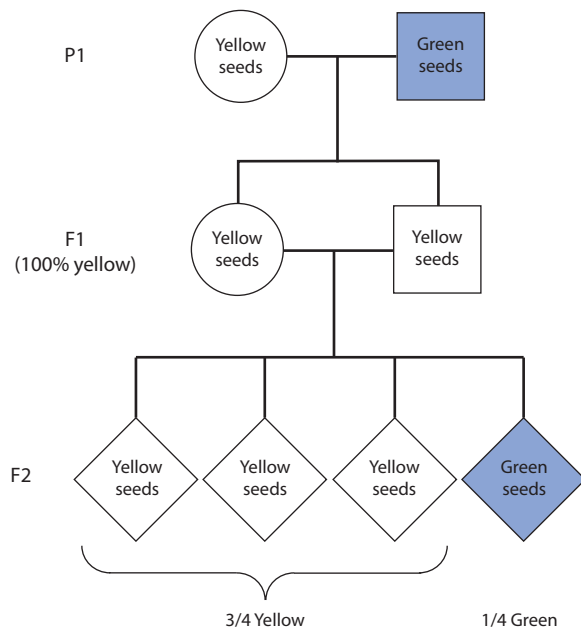 P1
Yellow
seeds
Green
seeds
F1
(100% yellow)
Yellow
seeds
Yellow
seeds
F2
Yellow
seeds
Yellow
seeds
Yellow
seeds
Green
seeds
3/4 Yellow
1/4 Green